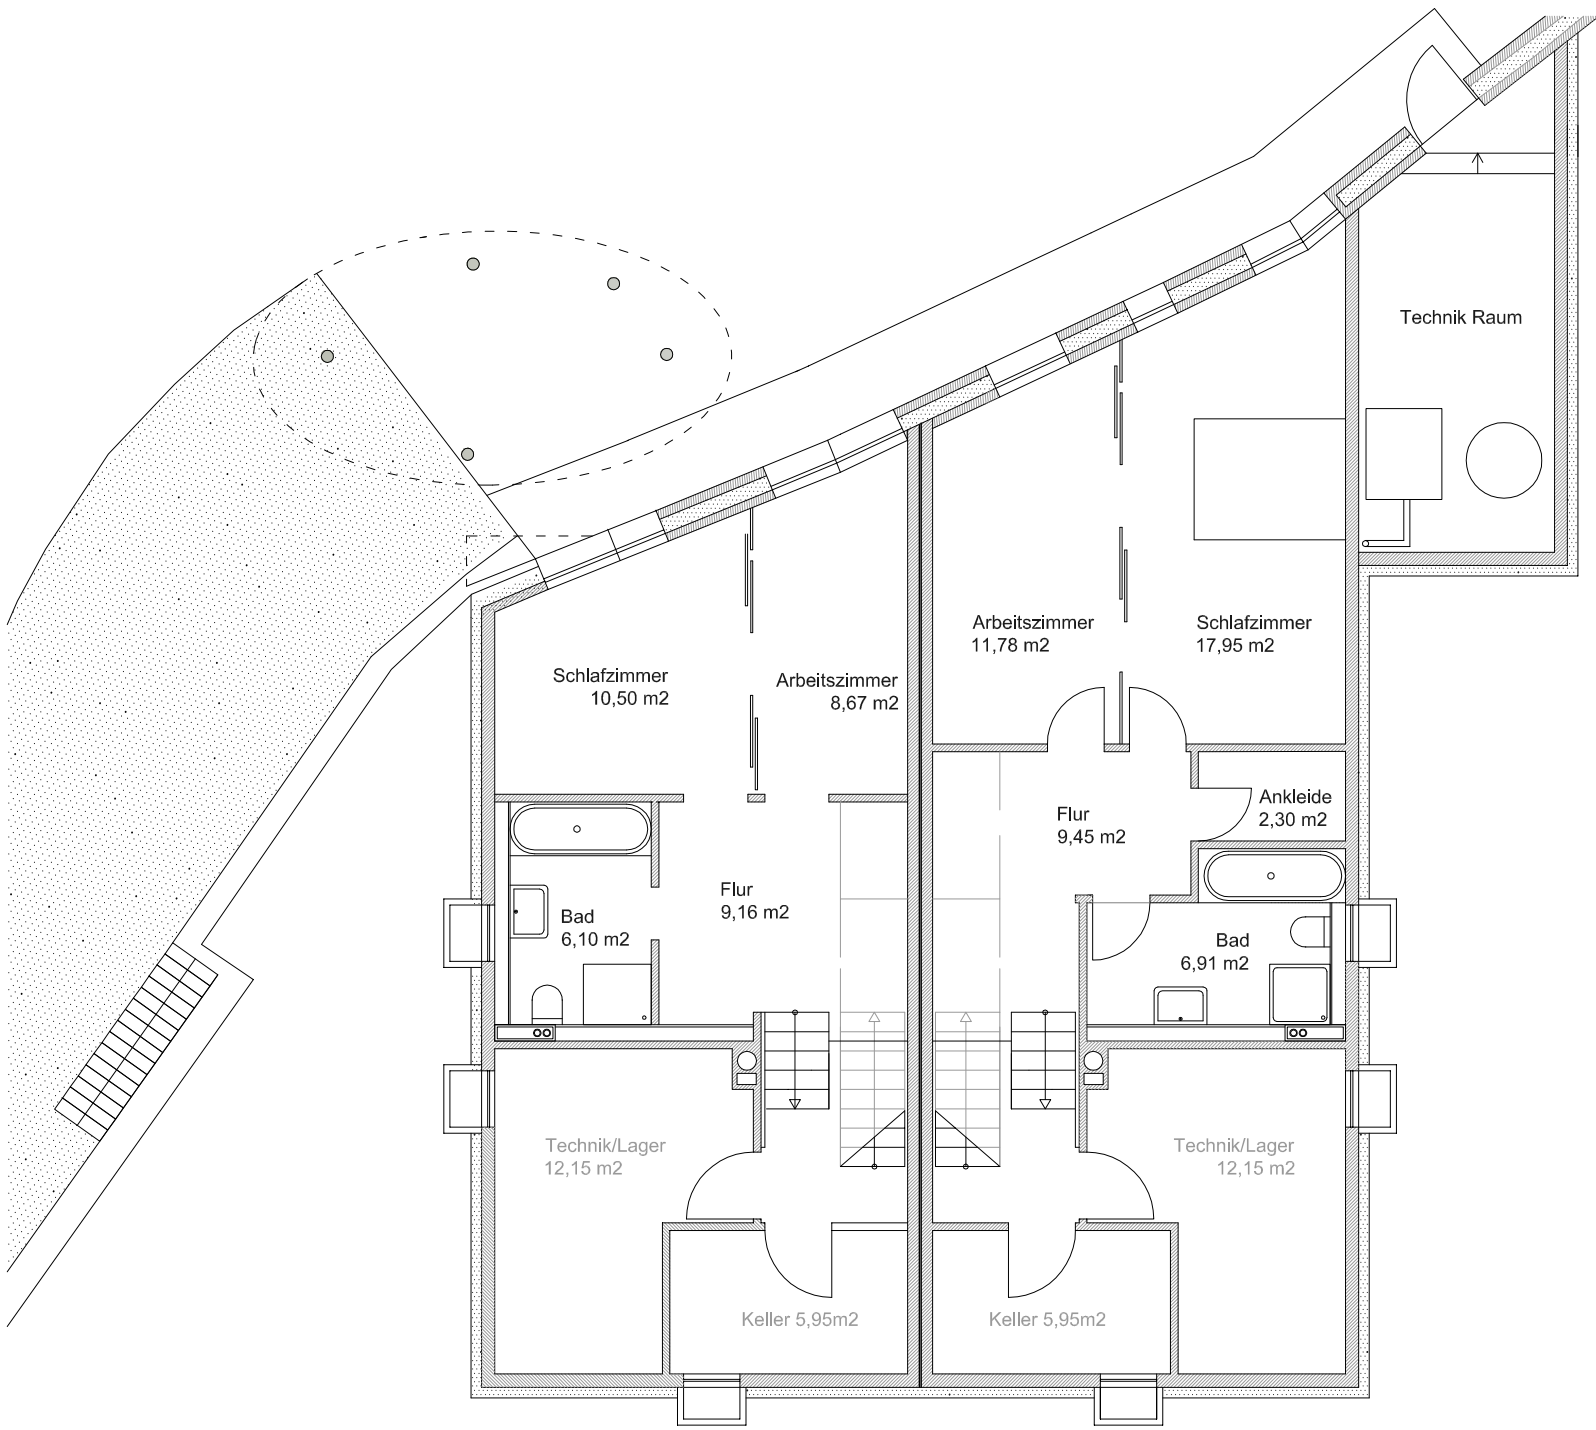 Technik Raum
Arbeitszimmer
11,78 m2
Schlafzimmer
17,95 m2
Schlafzimmer
10,50 m2
Arbeitszimmer
8,67 m2
Ankleide
2,30 m2
Flur
9,45 m2
Flur
9,16 m2
Bad
6,10 m2
Bad
6,91 m2
Technik/Lager
12,15 m2
Technik/Lager
12,15 m2
Keller 5,95m2
Keller 5,95m2